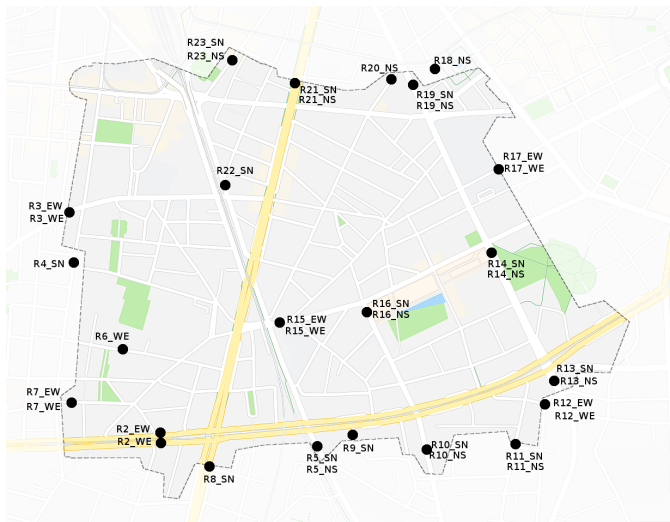 R23_SN
R23_NS
R20_NS
R18_NS
R21_SN
R21_NS
R19_SN
R19_NS
R17_EW
R17_WE
R22_SN
R3_EW
R3_WE
R4_SN
R14_SN
R14_NS
R16_SN
R16_NS
R15_EW
R15_WE
R6_WE
R13_SN
R13_NS
R7_EW
R7_WE
R12_EW
R12_WE
R2_EW
R2_WE
R9_SN
R10_SN
R10_NS
R5_SN
R5_NS
R11_SN
R11_NS
R8_SN